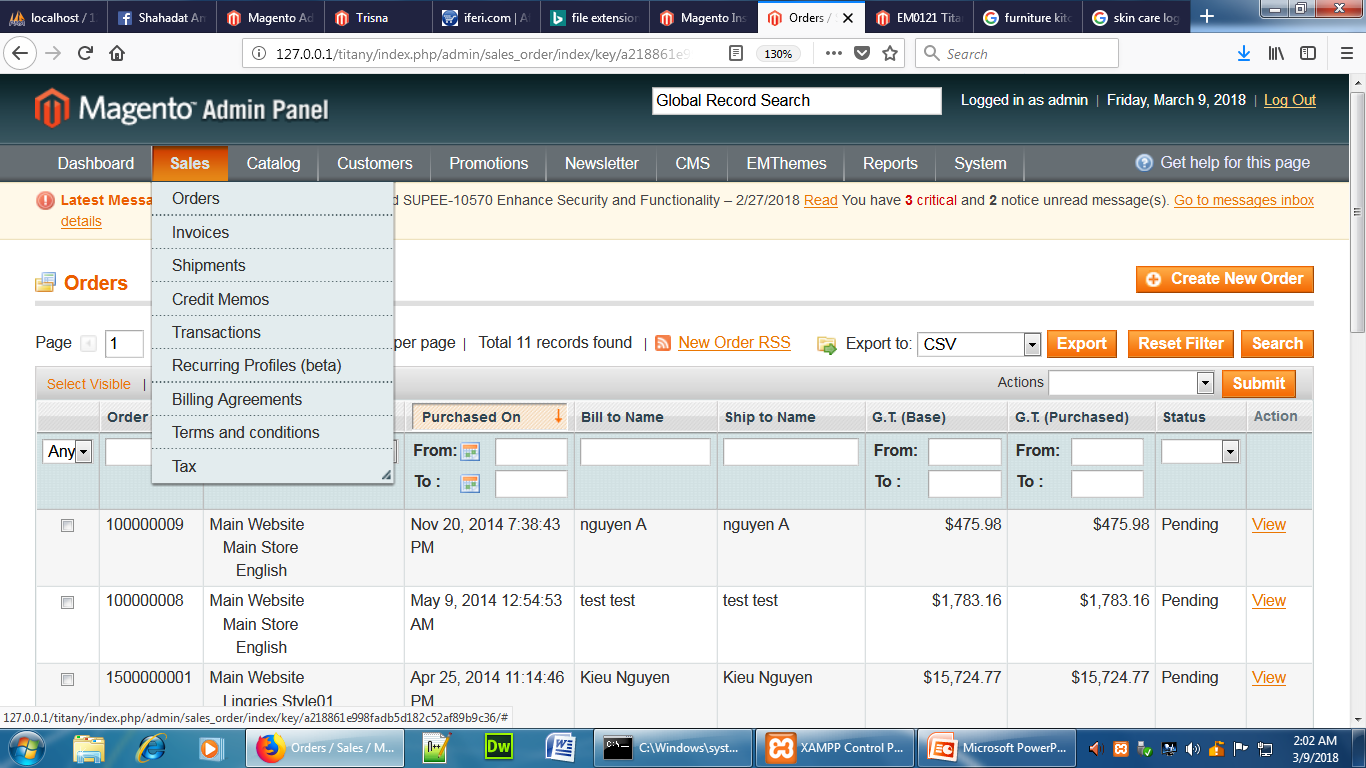 localhost / 1
Shahadat An
Magento Ad
Trisna
iferi.com | Al
file extension
Magento Ins
Orders / S
EM0121 Titan
furniture kitc
skin care log
127.0.0.1/titany/index.php/admin/sales_order/index/key/a218861e9
130%
Search
Magento Admin Panel
Global Record Search
Logged in as admin | Friday, March 9, 2018 | Log Out
Dashboard Sales Catalog Customers Promotions Newsletter CMS EMThemes Reports System Get help for this page
Latest Messa
SUPEE-10570 Enhance Security and Functionality – 2/27/2018 Read You have 3 critical and 2 notice unread message(s). Go to messages inbox
details
Orders
Invoices
Shipments
Credit Memos
Transactions
Recurring Profiles (beta)
Billing Agreements
Terms and conditions
Tax
Orders
Create New Order
Page 1 per page | Total 11 records found | New Order RSS Export to: CSV Export Reset Filter Search
Select Visible | Actions Submit
Order Purchased On Bill to Name Ship to Name G.T. (Base) G.T. (Purchased) Status Action
Any From: From: From:
To : To : To :
100000009 Main Website Nov 20, 2014 7:38:43 nguyen A nguyen A $475.98 $475.98 Pending View
Main Store PM
English
100000008 Main Website May 9, 2014 12:54:53 test test test test $1,783.16 $1,783.16 Pending View
Main Store AM
English
1500000001 Main Website Apr 25, 2014 11:14:46 Kieu Nguyen Kieu Nguyen $15,724.77 $15,724.77 Pending View
Lingries Style01 PM
127.0.0.1/titany/index.php/admin/sales_order/index/key/a218861e998fadb5d182c52af89b9c36/#
Orders / Sales / M...
Dw
C:\Windows\syst...
XAMPP Control P...
Microsoft PowerP...
2:02 AM
3/9/2018